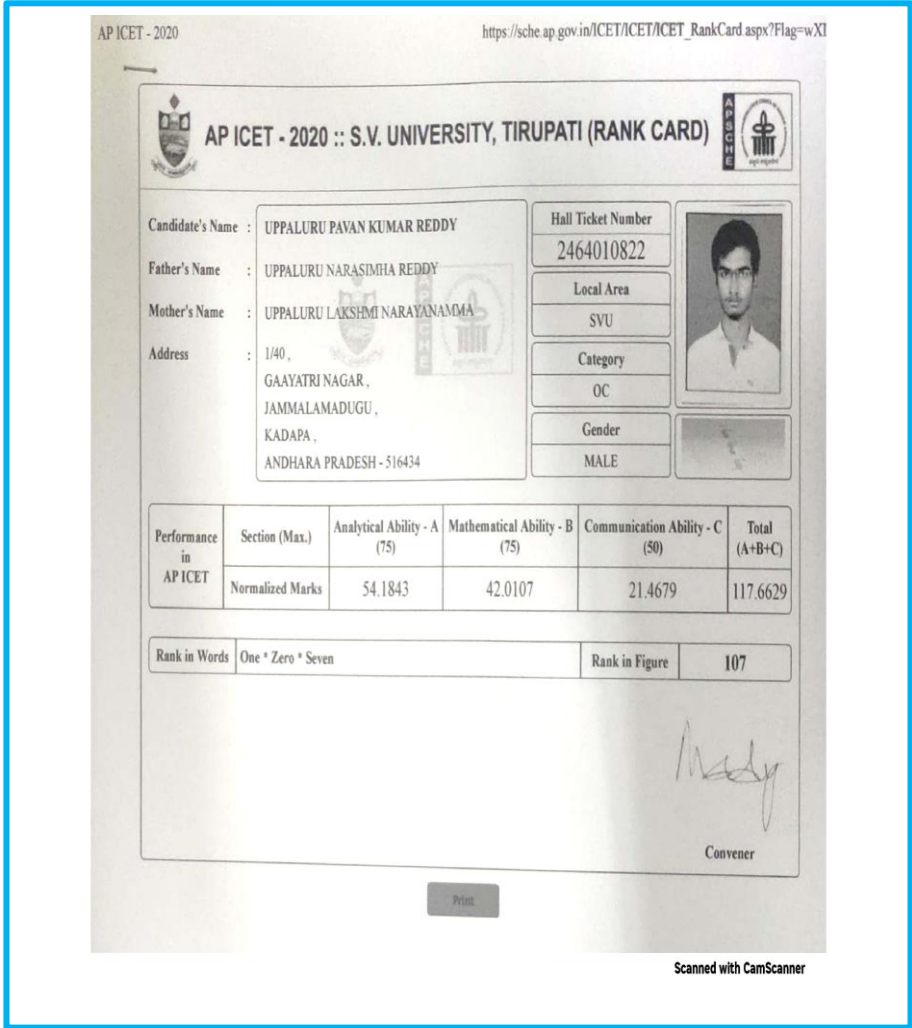 AP ICET - 2020 https://sche.ap.gov.in/ICET/ICET/ICET_RankCard.aspx?Flag=wXI
AP ICET - 2020 :: S.V. UNIVERSITY, TIRUPATI (RANK CARD)
APSCHE
Candidate's Name : UPPALURU PAVAN KUMAR REDDY
Father's Name : UPPALURU NARASIMHA REDDY
Mother's Name : UPPALURU LAKSHMI NARAYANAMMA
Address : 1/40 ,
GAAYATRI NAGAR ,
JAMMALAMADUGU ,
KADAPA ,
ANDHARA PRADESH - 516434
APSCHE
Hall Ticket Number
2464010822
Local Area
SVU
Category
OC
Gender
MALE
Performance in AP ICET
Section (Max.) Analytical Ability - A (75) Mathematical Ability - B (75) Communication Ability - C (50) Total (A+B+C)
Normalized Marks 54.1843 42.0107 21.4679 117.6629
Rank in Words One * Zero * Seven Rank in Figure 107
Convener
Print
Scanned with CamScanner